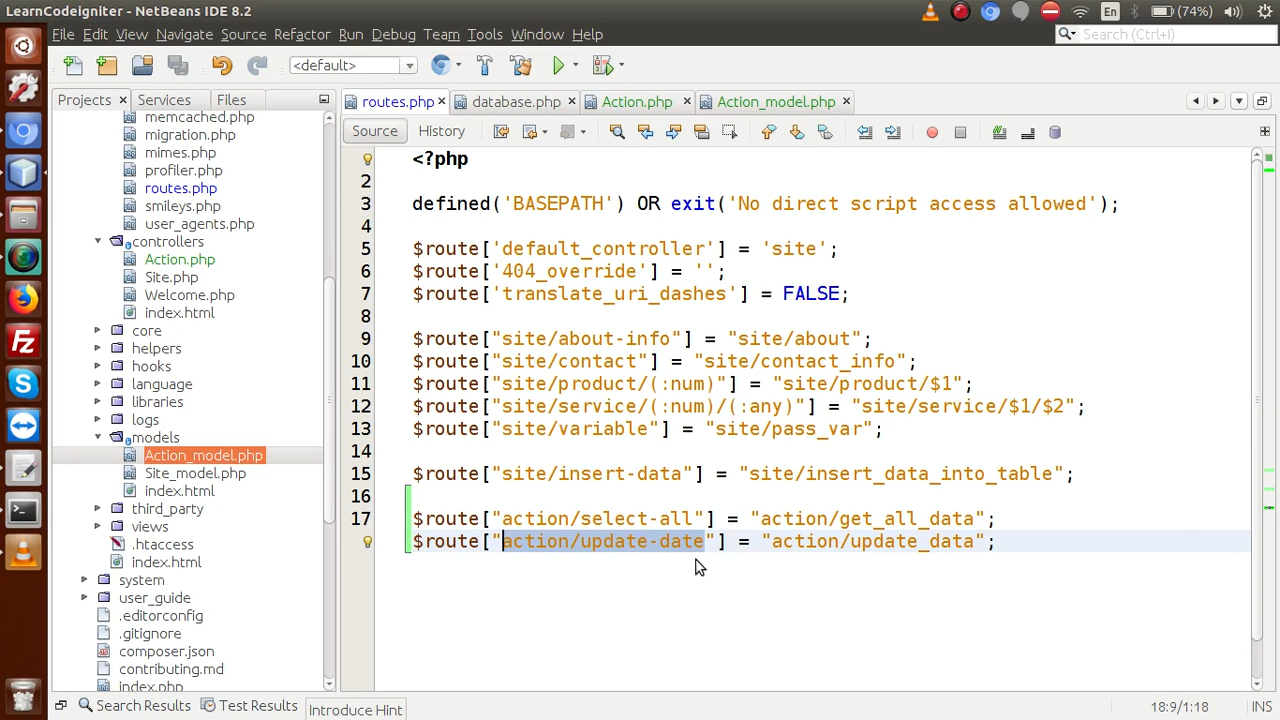 LearnCodeigniter - NetBeans IDE 8.2
En
(74%)
File Edit View Navigate Source Refactor Run Debug Team Tools Window Help
Search (Ctrl+I)
<default>
Projects Services Files
routes.php database.php Action.php Action_model.php
Source History
memcached.php
migration.php
mimes.php
profiler.php
routes.php
smileys.php
user_agents.php
controllers
Action.php
Site.php
Welcome.php
index.html
core
helpers
hooks
language
libraries
logs
models
Action_model.php
Site_model.php
index.html
third_party
views
.htaccess
index.html
system
user_guide
.editorconfig
.gitignore
composer.json
contributing.md
index.php
<?php
2
3 defined('BASEPATH') OR exit('No direct script access allowed');
4
5 $route['default_controller'] = 'site';
6 $route['404_override'] = '';
7 $route['translate_uri_dashes'] = FALSE;
8
9 $route["site/about-info"] = "site/about";
10 $route["site/contact"] = "site/contact_info";
11 $route["site/product/(:num)"] = "site/product/$1";
12 $route["site/service/(:num)/(:any)"] = "site/service/$1/$2";
13 $route["site/variable"] = "site/pass_var";
14
15 $route["site/insert-data"] = "site/insert_data_into_table";
16
17 $route["action/select-all"] = "action/get_all_data";
$route["action/update-date"] = "action/update_data";
Search Results Test Results Introduce Hint
18:9/1:18 INS